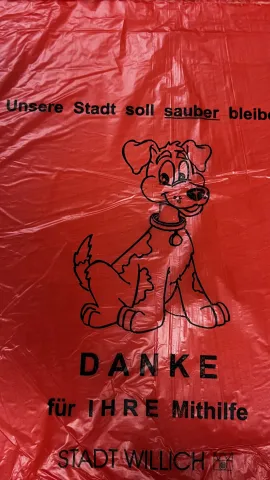 Unsere Stadt soll sauber bleibe
DANKE
für IHRE Mithilfe
STADT WILLICH